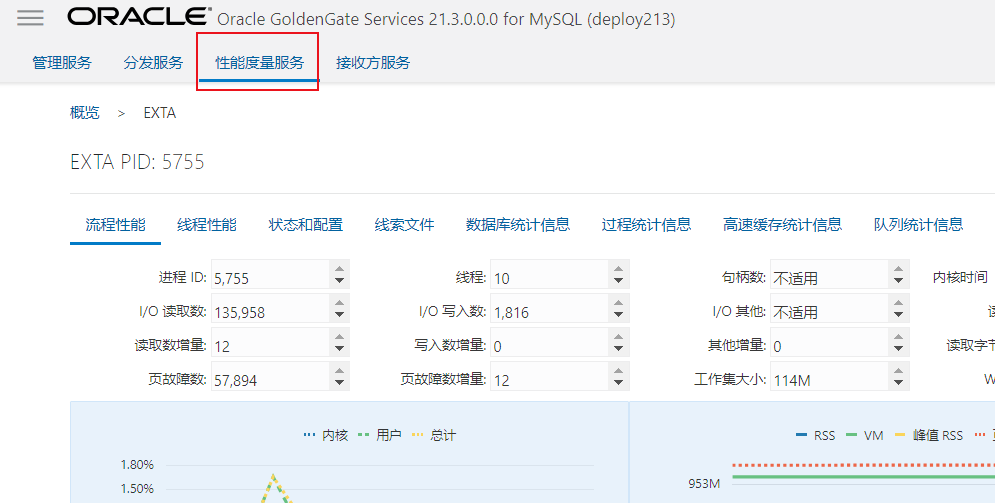 ORACLE Oracle GoldenGate Services 21.3.0.0.0 for MySQL (deploy213)
管理服务 分发服务 性能度量服务 接收方服务
概览 > EXTA
EXTA PID: 5755
流程性能 线程性能 状态和配置 线索文件 数据库统计信息 过程统计信息 高速缓存统计信息 队列统计信息
进程 ID: 5,755 线程: 10 句柄数: 不适用 内核时间
I/O 读取数: 135,958 I/O 写入数: 1,816 I/O 其他: 不适用
读取数增量: 12 写入数增量: 0 其他增量: 0 读取字节
页故障数: 57,894 页故障数增量: 12 工作集大小: 114M W
内核 用户 总计 RSS VM 峰值 RSS
1.80%
953M
1.50%